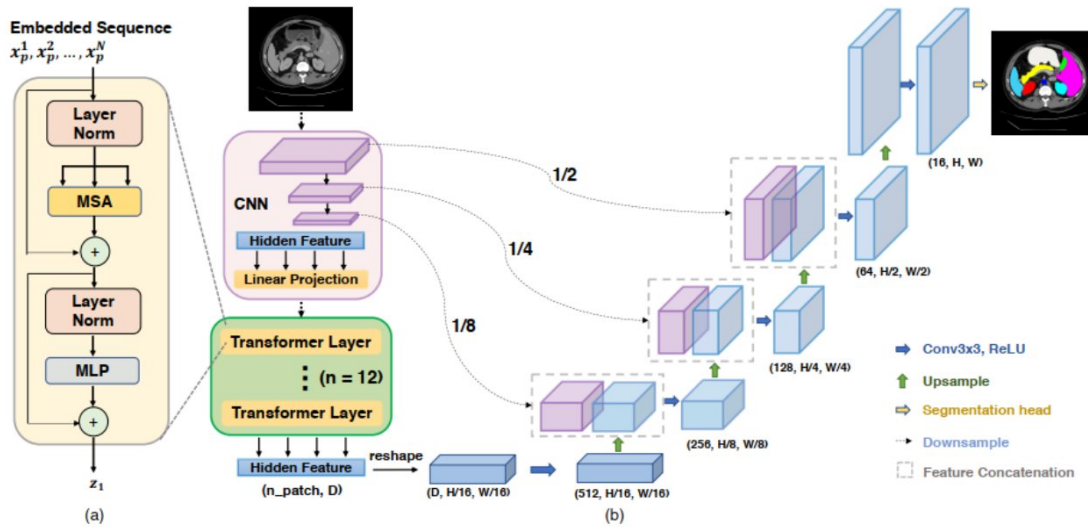 Embedded Sequence
x_p^1, x_p^2, ..., x_p^N
Layer
Norm
MSA
+
Layer
Norm
MLP
+
z_1
(a)
CNN
Hidden Feature
Linear Projection
Transformer Layer
(n = 12)
Transformer Layer
Hidden Feature
(n_patch, D)
reshape
(D, H/16, W/16)
(512, H/16, W/16)
(b)
1/2
1/4
1/8
(256, H/8, W/8)
(128, H/4, W/4)
(64, H/2, W/2)
(16, H, W)
Conv3x3, ReLU
Upsample
Segmentation head
Downsample
Feature Concatenation